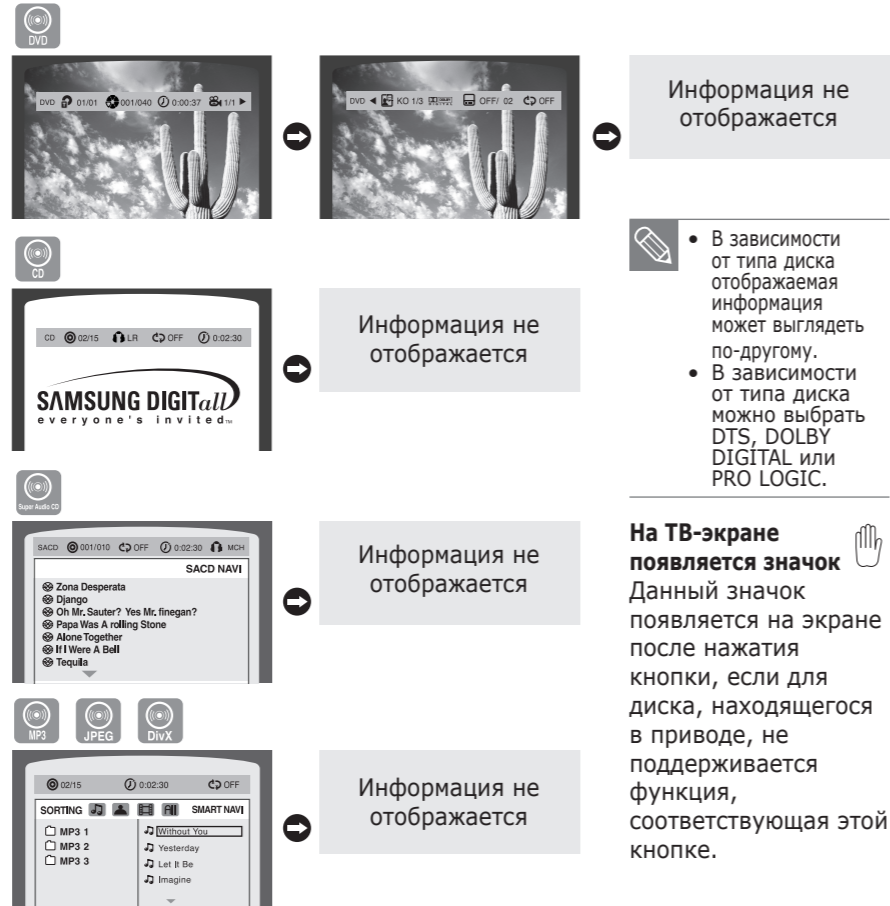 DVD
DVD 01/01 001/040 0:00:37 1/1
DVD KO 1/3 OFF/ 02 OFF
Информация не
отображается
CD
CD 02/15 LR OFF 0:02:30
SAMSUNG DIGITall
everyone's invited™
Информация не
отображается
Super Audio CD
SACD 001/010 OFF 0:02:30 MCH
SACD NAVI
Zona Desperata
Django
Oh Mr. Sauter? Yes Mr. finegan?
Papa Was A rolling Stone
Alone Together
If I Were A Bell
Tequila
Информация не
отображается
MP3 JPEG DivX
02/15 0:02:30 OFF
SORTING All SMART NAVI
MP3 1
MP3 2
MP3 3
Without You
Yesterday
Let It Be
Imagine
Информация не
отображается
• В зависимости
от типа диска
отображаемая
информация
может выглядеть
по-другому.
• В зависимости
от типа диска
можно выбрать
DTS, DOLBY
DIGITAL или
PRO LOGIC.
На ТВ-экране
появляется значок
Данный значок
появляется на экране
после нажатия
кнопки, если для
диска, находящегося
в приводе, не
поддерживается
функция,
соответствующая этой
кнопке.